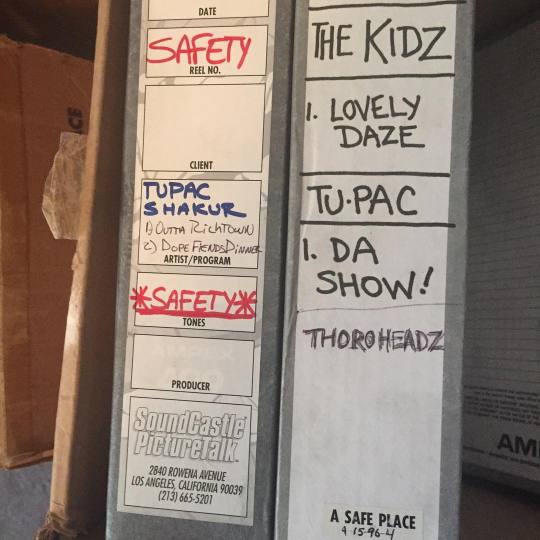 DATE
SAFETY
REEL NO.
CLIENT
TUPAC
SHAKUR
1) OUTTA RICHTOWN
2) DOPE FIENDS DINNER
ARTIST/PROGRAM
*SAFETY*
TONES
PRODUCER
SoundCastle
PictureTalk
2840 ROWENA AVENUE
LOS ANGELES, CALIFORNIA 90039
(213) 665-5201
THE KIDZ
1. LOVELY
DAZE
TU·PAC
1. DA
SHOW!
THOROHEADZ
A SAFE PLACE
4 15-96-4
CE
AM